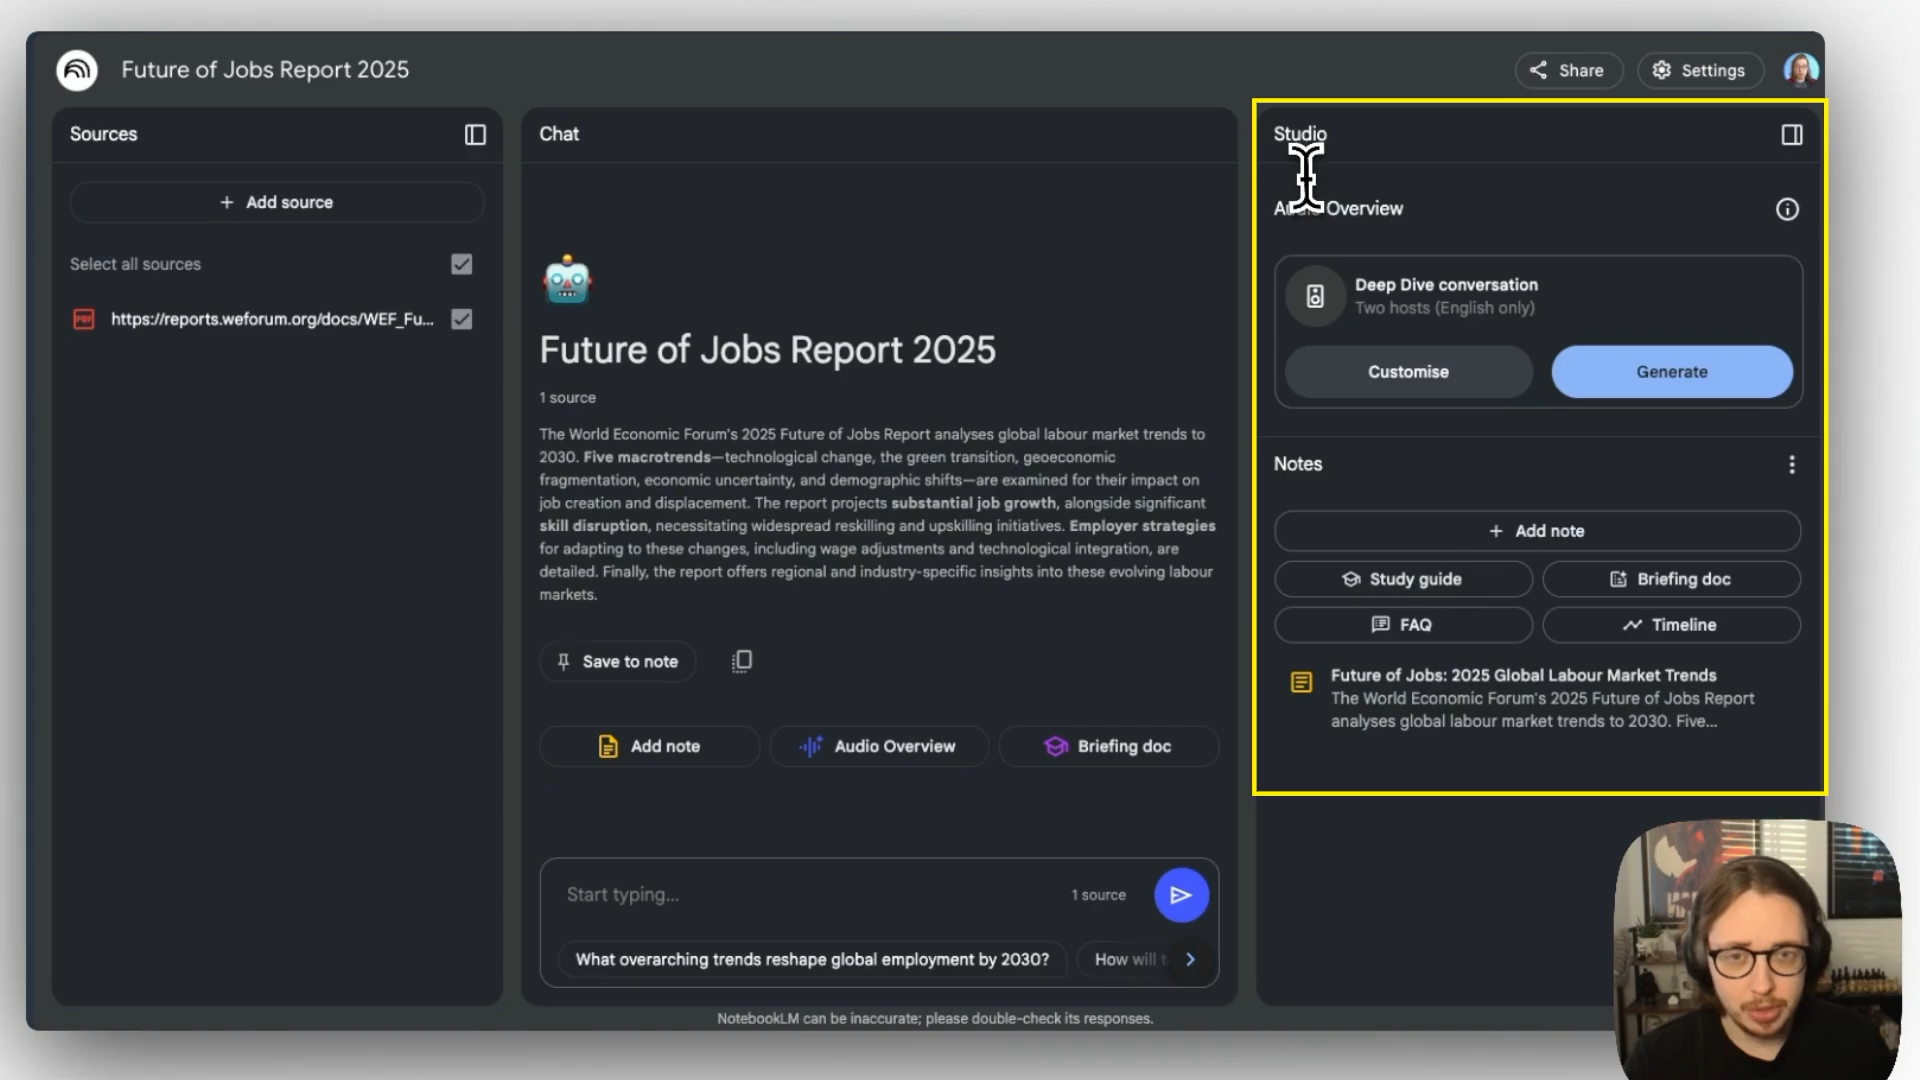 Future of Jobs Report 2025
Share
Settings
Sources
Add source
Select all sources
PDF
https://reports.weforum.org/docs/WEF_Fu...
Chat
Future of Jobs Report 2025
1 source
The World Economic Forum's 2025 Future of Jobs Report analyses global labour market trends to
2030. Five macrotrends—technological change, the green transition, geoeconomic
fragmentation, economic uncertainty, and demographic shifts—are examined for their impact on
job creation and displacement. The report projects substantial job growth, alongside significant
skill disruption, necessitating widespread reskilling and upskilling initiatives. Employer strategies
for adapting to these changes, including wage adjustments and technological integration, are
detailed. Finally, the report offers regional and industry-specific insights into these evolving labour
markets.
Save to note
Add note
Audio Overview
Briefing doc
Start typing...
1 source
What overarching trends reshape global employment by 2030?
How will
NotebookLM can be inaccurate; please double-check its responses.
Studio
Overview
Deep Dive conversation
Two hosts (English only)
Customise
Generate
Notes
Add note
Study guide
Briefing doc
FAQ
Timeline
Future of Jobs: 2025 Global Labour Market Trends
The World Economic Forum's 2025 Future of Jobs Report
analyses global labour market trends to 2030. Five...